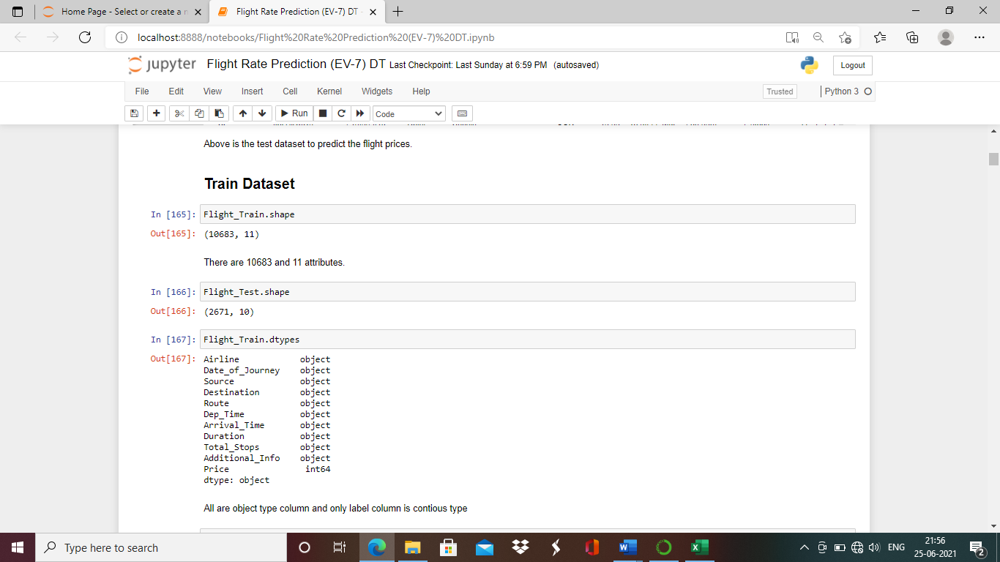 Home Page - Select or create a n
Flight Rate Prediction (EV-7) DT -
localhost:8888/notebooks/Flight%20Rate%20Prediction%20(EV-7)%20DT.ipynb
jupyter Flight Rate Prediction (EV-7) DT Last Checkpoint: Last Sunday at 6:59 PM (autosaved)
Logout
File Edit View Insert Cell Kernel Widgets Help
Trusted
Python 3
Run
Code
Above is the test dataset to predict the flight prices.
Train Dataset
In [165]: Flight_Train.shape
Out[165]: (10683, 11)
There are 10683 and 11 attributes.
In [166]: Flight_Test.shape
Out[166]: (2671, 10)
In [167]: Flight_Train.dtypes
Out[167]: Airline object
Date_of_Journey object
Source object
Destination object
Route object
Dep_Time object
Arrival_Time object
Duration object
Total_Stops object
Additional_Info object
Price int64
dtype: object
All are object type column and only label column is contious type
Type here to search
ENG
21:56
25-06-2021
2